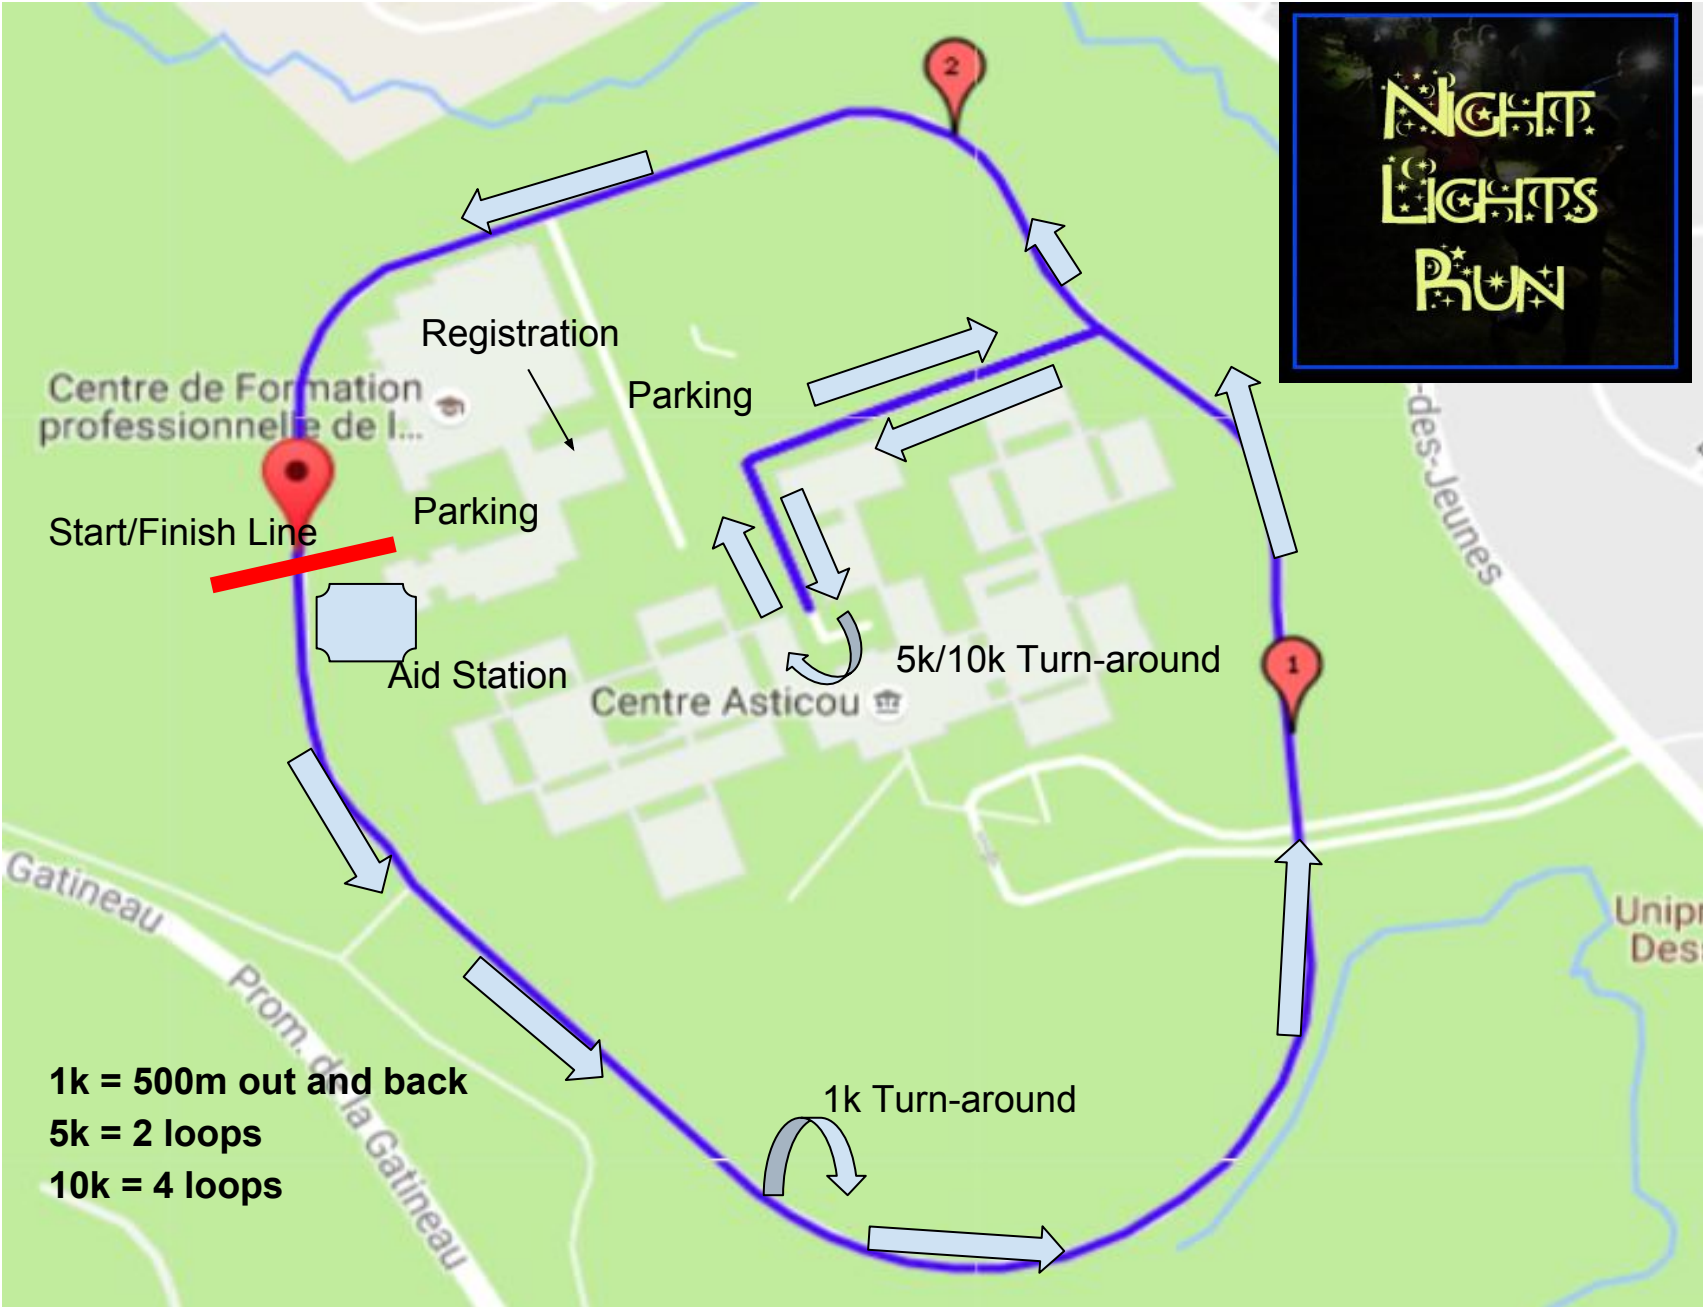 2
NIGHT
LIGHTS
RUN
Registration
Centre de Formation
professionnelle de l...
Parking
-des-Jeunes
Start/Finish Line
Parking
5k/10k Turn-around
1
Aid Station
Centre Asticou
Gatineau
Prom. de la Gatineau
1k = 500m out and back
5k = 2 loops
10k = 4 loops
1k Turn-around